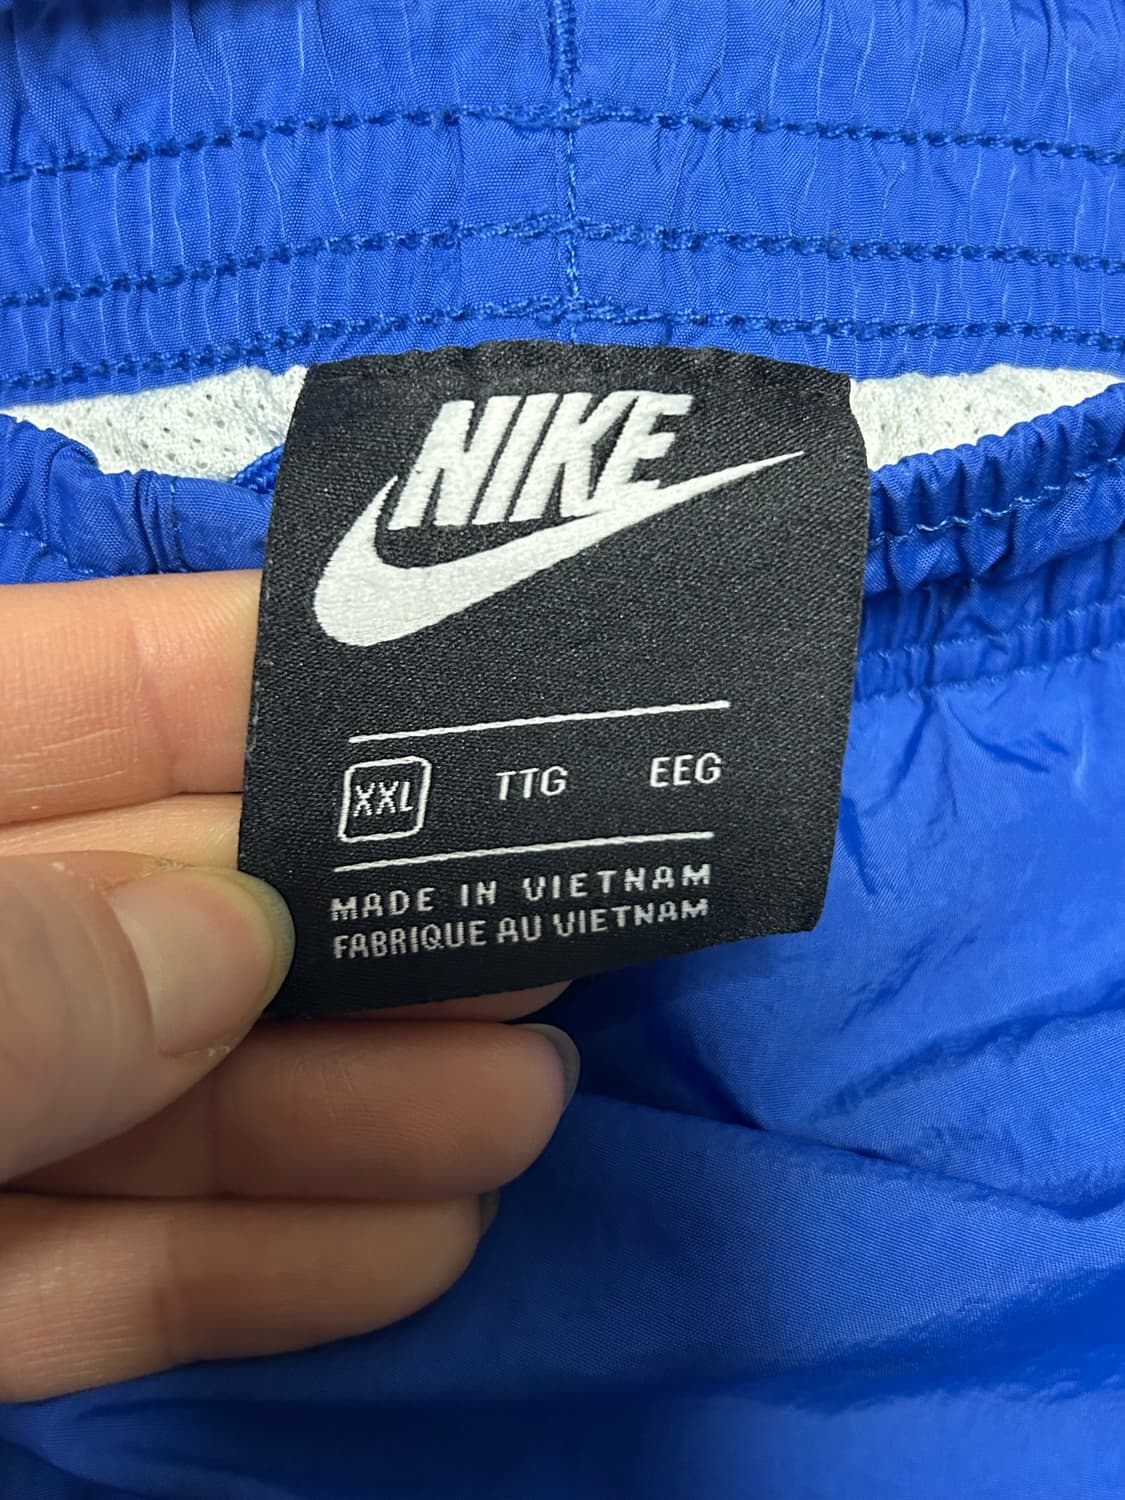 NIKE
XXL TTG EEG
MADE IN VIETNAM
FABRIQUE AU VIETNAM